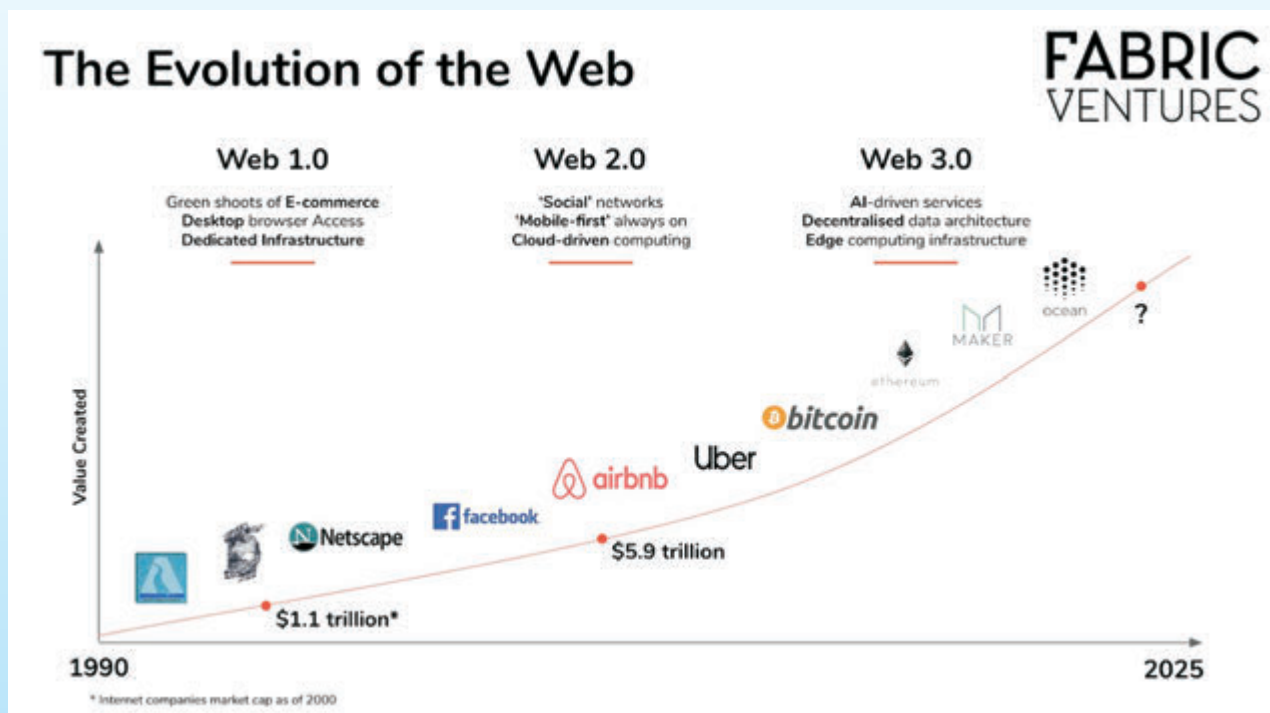 The Evolution of the Web
FABRIC
VENTURES
Web 1.0
Green shoots of E-commerce
Desktop browser Access
Dedicated Infrastructure
Web 2.0
'Social' networks
'Mobile-first' always on
Cloud-driven computing
Web 3.0
AI-driven services
Decentralised data architecture
Edge computing infrastructure
Value Created
ocean
?
MAKER
ethereum
bitcoin
Uber
airbnb
facebook
Netscape
$5.9 trillion
$1.1 trillion*
1990
2025
* Internet companies market cap as of 2000